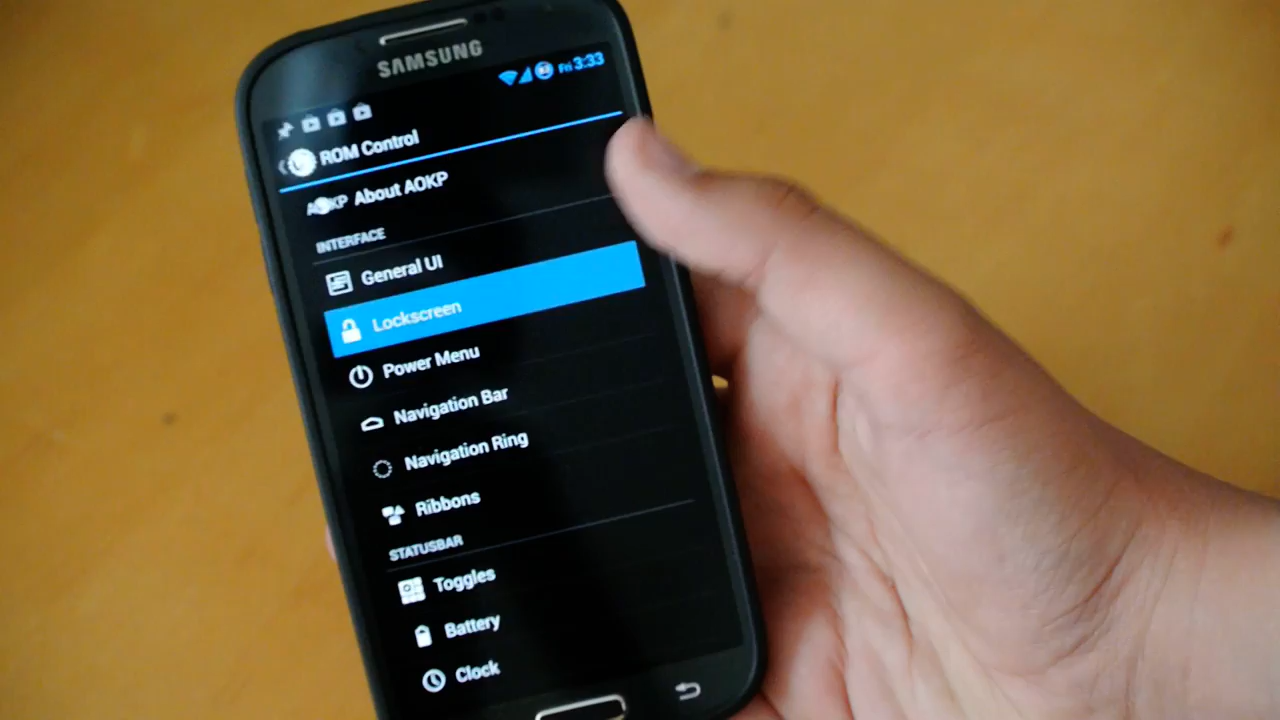 SAMSUNG
Fri 3:33
ROM Control
AOKP About AOKP
INTERFACE
General UI
Lockscreen
Power Menu
Navigation Bar
Navigation Ring
Ribbons
STATUSBAR
Toggles
Battery
Clock